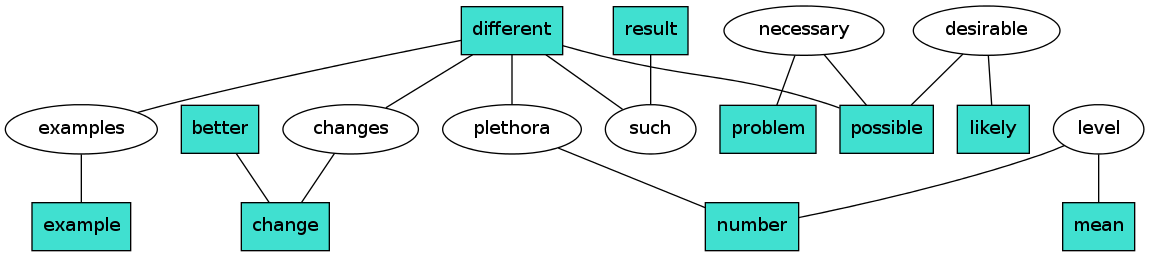 different result necessary desirable
examples better changes plethora such problem possible likely level
example change number mean